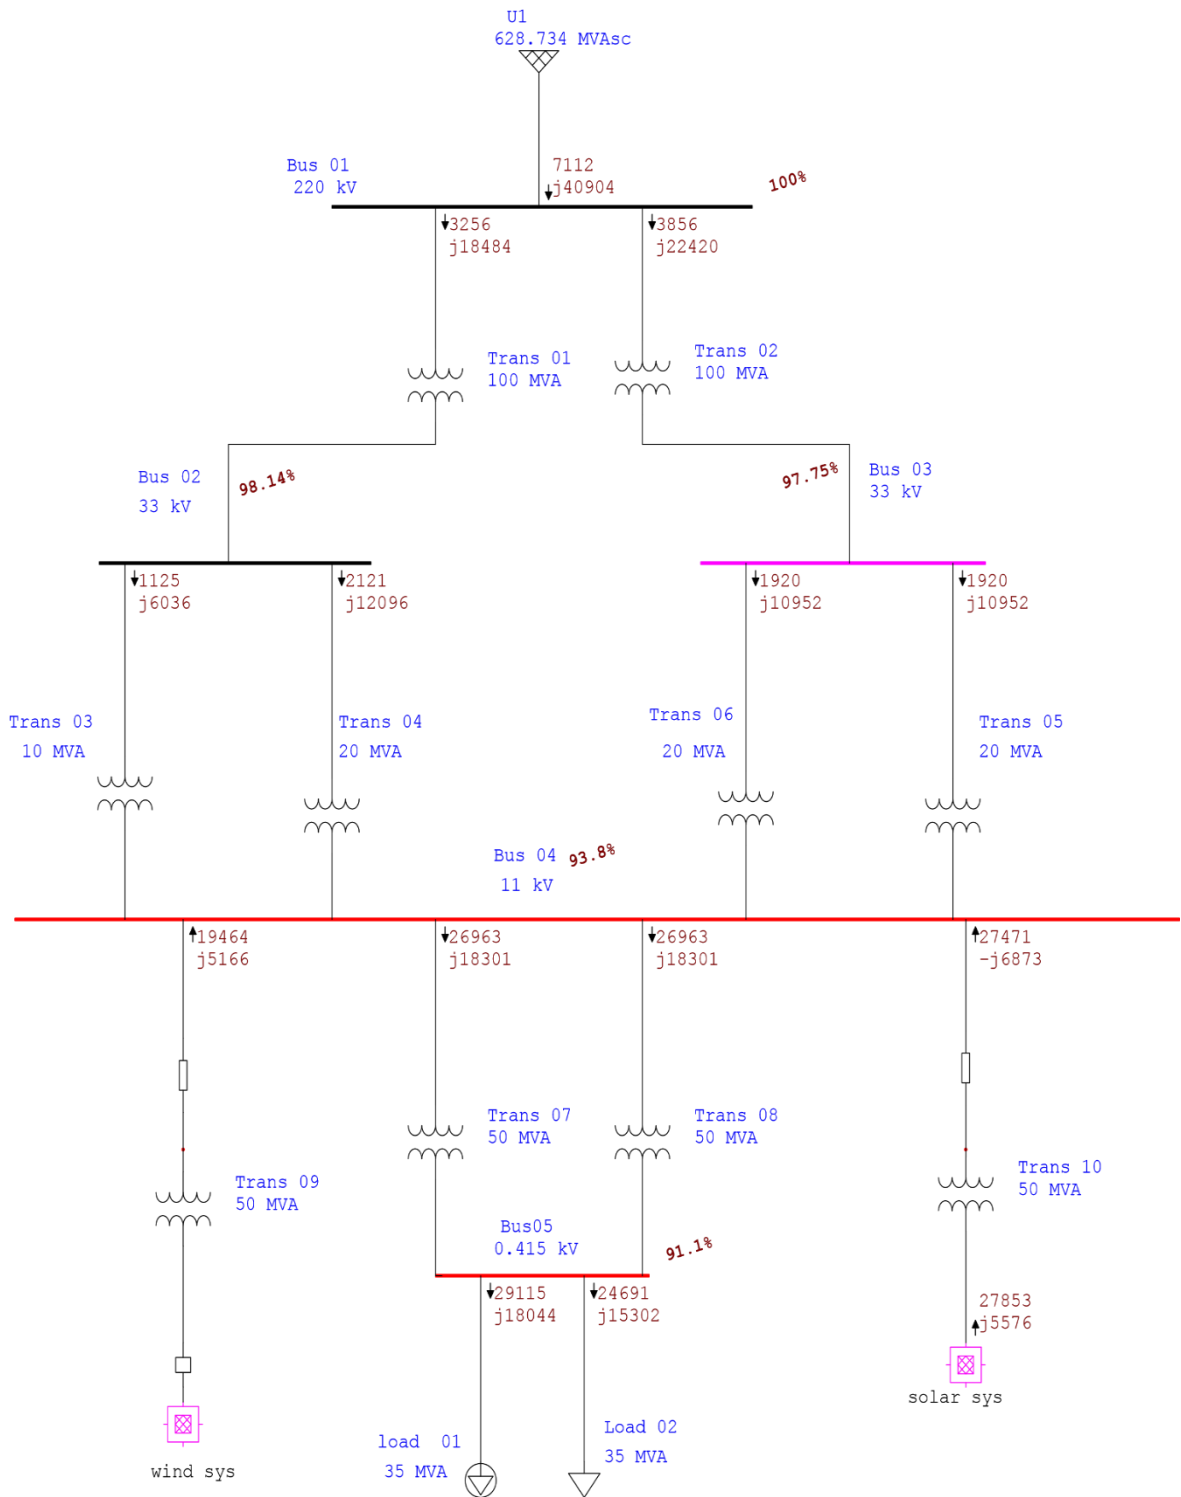 U1
628.734 MVAsc
Bus 01
220 kV
7112
j40904
100%
3256
j18484
3856
j22420
Trans 01
100 MVA
Trans 02
100 MVA
Bus 02
33 kV
98.14%
97.75%
Bus 03
33 kV
1125
j6036
2121
j12096
1920
j10952
1920
j10952
Trans 03
10 MVA
Trans 04
20 MVA
Trans 06
20 MVA
Trans 05
20 MVA
Bus 04
11 kV
93.8%
19464
j5166
26963
j18301
26963
j18301
27471
-j6873
Trans 07
50 MVA
Trans 08
50 MVA
Trans 09
50 MVA
Trans 10
50 MVA
Bus05
0.415 kV
91.1%
29115
j18044
24691
j15302
27853
j5576
solar sys
load 01
35 MVA
Load 02
35 MVA
wind sys